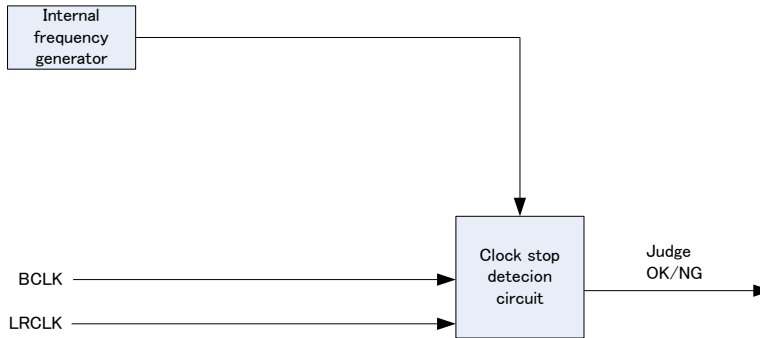 Internal
frequency
generator
Clock stop
detecion
circuit
Judge
OK/NG
BCLK
LRCLK